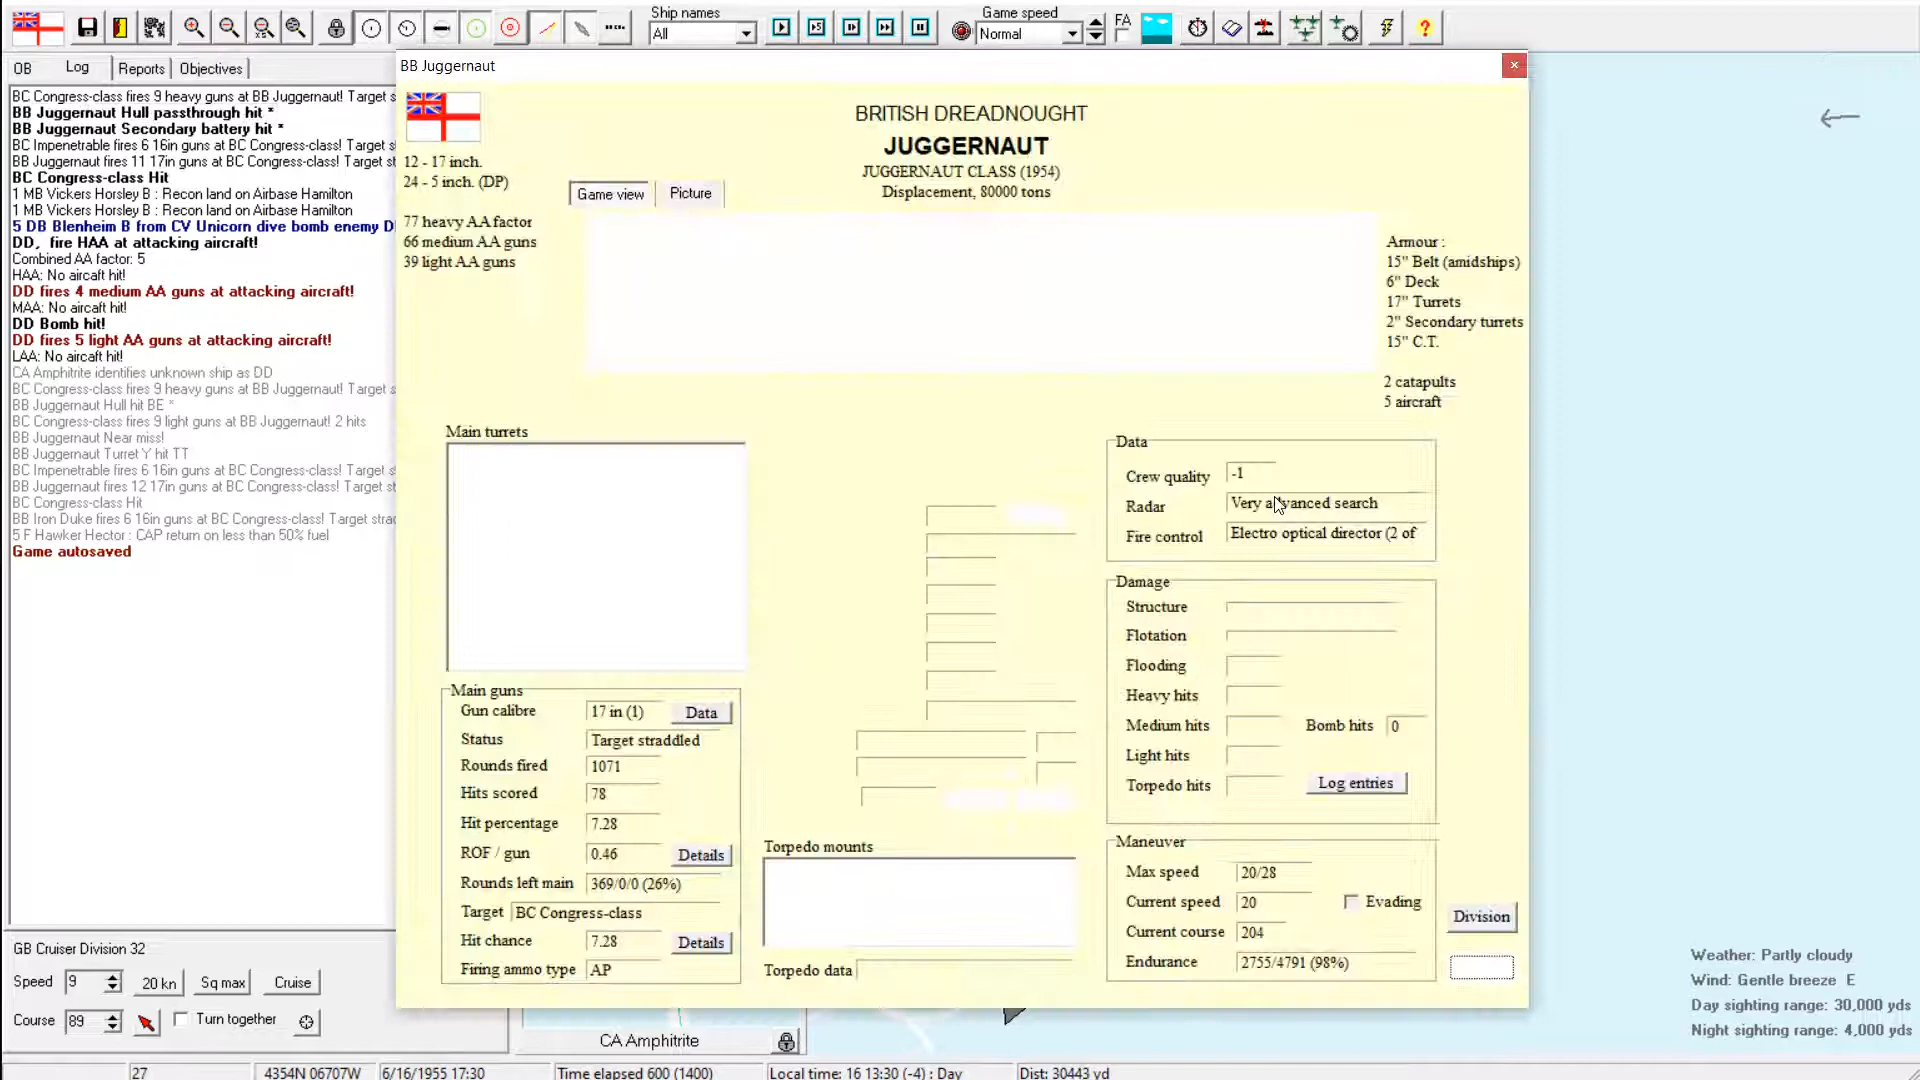 Ship names
All
Game speed
Normal
FA
OB
Log
Reports
Objectives
BC Congress-class fires 9 heavy guns at BB Juggernaut! Target s
BB Juggernaut Hull passthrough hit *
BB Juggernaut Secondary battery hit *
BC Impenetrable fires 6 16in guns at BC Congress-class! Target s
BB Juggernaut fires 11 17in guns at BC Congress-class! Target st
BC Congress-class Hit
1 MB Vickers Horsley B : Recon land on Airbase Hamilton
1 MB Vickers Horsley B : Recon land on Airbase Hamilton
5 DB Blenheim B from CV Unicorn dive bomb enemy D
DD, fire HAA at attacking aircraft!
Combined AA factor: 5
HAA: No aircaft hit!
DD fires 4 medium AA guns at attacking aircraft!
MAA: No aircaft hit!
DD Bomb hit!
DD fires 5 light AA guns at attacking aircraft!
LAA: No aircaft hit!
CA Amphitrite identifies unknown ship as DD
BC Congress-class fires 9 heavy guns at BB Juggernaut! Target s
BB Juggernaut Hull hit BE *
BC Congress-class fires 9 light guns at BB Juggernaut! 2 hits
BB Juggernaut Near miss!
BB Juggernaut Turret Y hit TT
BC Impenetrable fires 6 16in guns at BC Congress-class! Target s
BB Juggernaut fires 12 17in guns at BC Congress-class! Target st
BC Congress-class Hit
BB Iron Duke fires 6 16in guns at BC Congress-class! Target strad
5 F Hawker Hector : CAP return on less than 50% fuel
Game autosaved
BB Juggernaut
BRITISH DREADNOUGHT
JUGGERNAUT
JUGGERNAUT CLASS (1954)
Displacement, 80000 tons
12 - 17 inch.
24 - 5 inch. (DP)
Game view
Picture
77 heavy AA factor
66 medium AA guns
39 light AA guns
Armour :
15" Belt (amidships)
6" Deck
17" Turrets
2" Secondary turrets
15" C.T.
2 catapults
5 aircraft
Main turrets
Data
Crew quality -1
Radar Very advanced search
Fire control Electro optical director (2 of
Damage
Structure
Flotation
Flooding
Heavy hits
Medium hits
Bomb hits 0
Light hits
Torpedo hits
Log entries
Main guns
Gun calibre 17 in (1) Data
Status Target straddled
Rounds fired 1071
Hits scored 78
Hit percentage 7.28
ROF / gun 0.46 Details
Rounds left main 369/0/0 (26%)
Target BC Congress-class
Hit chance 7.28 Details
Firing ammo type AP
Torpedo mounts
Torpedo data
Maneuver
Max speed 20/28
Current speed 20
Evading
Current course 204
Endurance 2755/4791 (98%)
Division
GB Cruiser Division 32
Speed 9 20 kn Sq max Cruise
Course 89 Turn together
CA Amphitrite
Weather: Partly cloudy
Wind: Gentle breeze E
Day sighting range: 30,000 yds
Night sighting range: 4,000 yds
27
4354N 06707W
6/16/1955 17:30
Time elapsed 600 (1400)
Local time: 16 13:30 (-4) : Day
Dist: 30443 yd